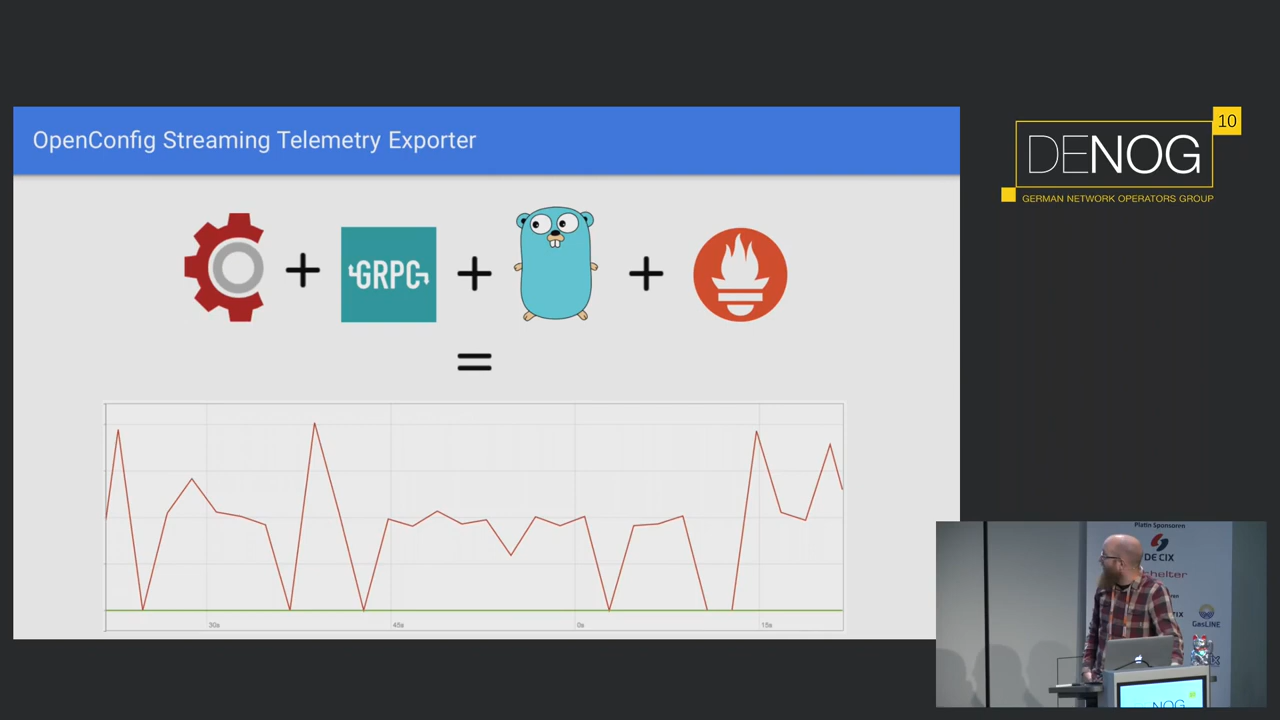 OpenConfig Streaming Telemetry Exporter
GRPC
30s
45s
0s
15s
10
DENOG
GERMAN NETWORK OPERATORS GROUP
Platin Sponsoren
DE CIX
GasLINE
NOG